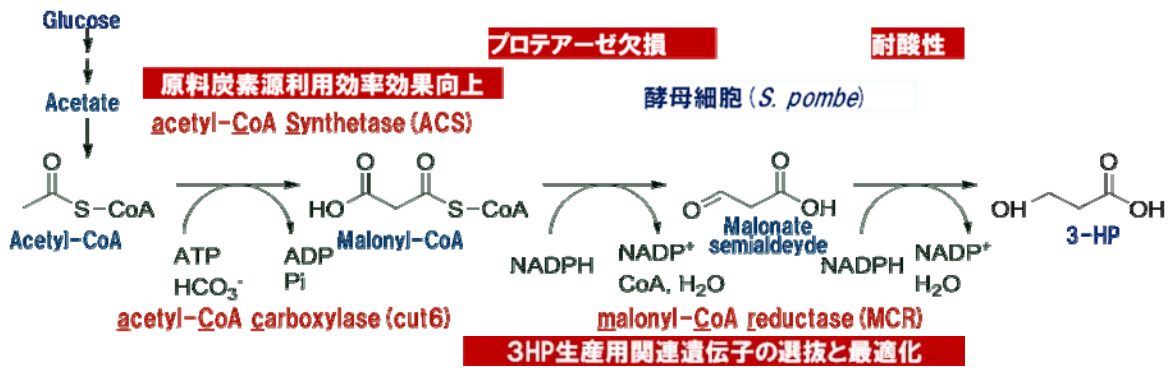 Glucose
プロテアーゼ欠損
耐酸性
原料炭素源利用効率効果向上
Acetate
酵母細胞 (S. pombe)
acetyl-CoA Synthetase (ACS)
O
S-CoA
Acetyl-CoA
O
O
HO
S-CoA
Malonyl-CoA
O
O
OH
Malonate
semialdeyde
O
OH
OH
3-HP
ATP
HCO3-
ADP
Pi
NADPH
NADP+
CoA, H2O
NADPH
NADP+
H2O
acetyl-CoA carboxylase (cut6)
malonyl-CoA reductase (MCR)
3HP生産用関連遺伝子の選抜と最適化